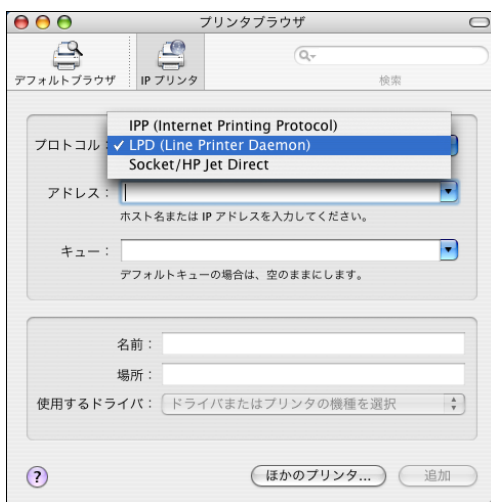 プリンタブラウザ
デフォルトブラウザ
IP プリンタ
Q-
検索
プロトコル：
IPP (Internet Printing Protocol)
✓ LPD (Line Printer Daemon)
Socket/HP Jet Direct
アドレス：
ホスト名または IP アドレスを入力してください。
キュー：
デフォルトキューの場合は、空のままにします。
名前：
場所：
使用するドライバ： ドライバまたはプリンタの機種を選択
? ほかのプリンタ... 追加